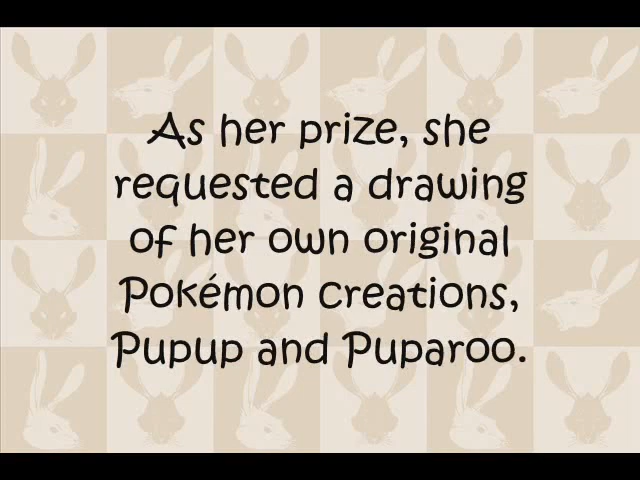 As her prize, she
requested a drawing
of her own original
Pokémon creations,
Pupup and Puparoo.